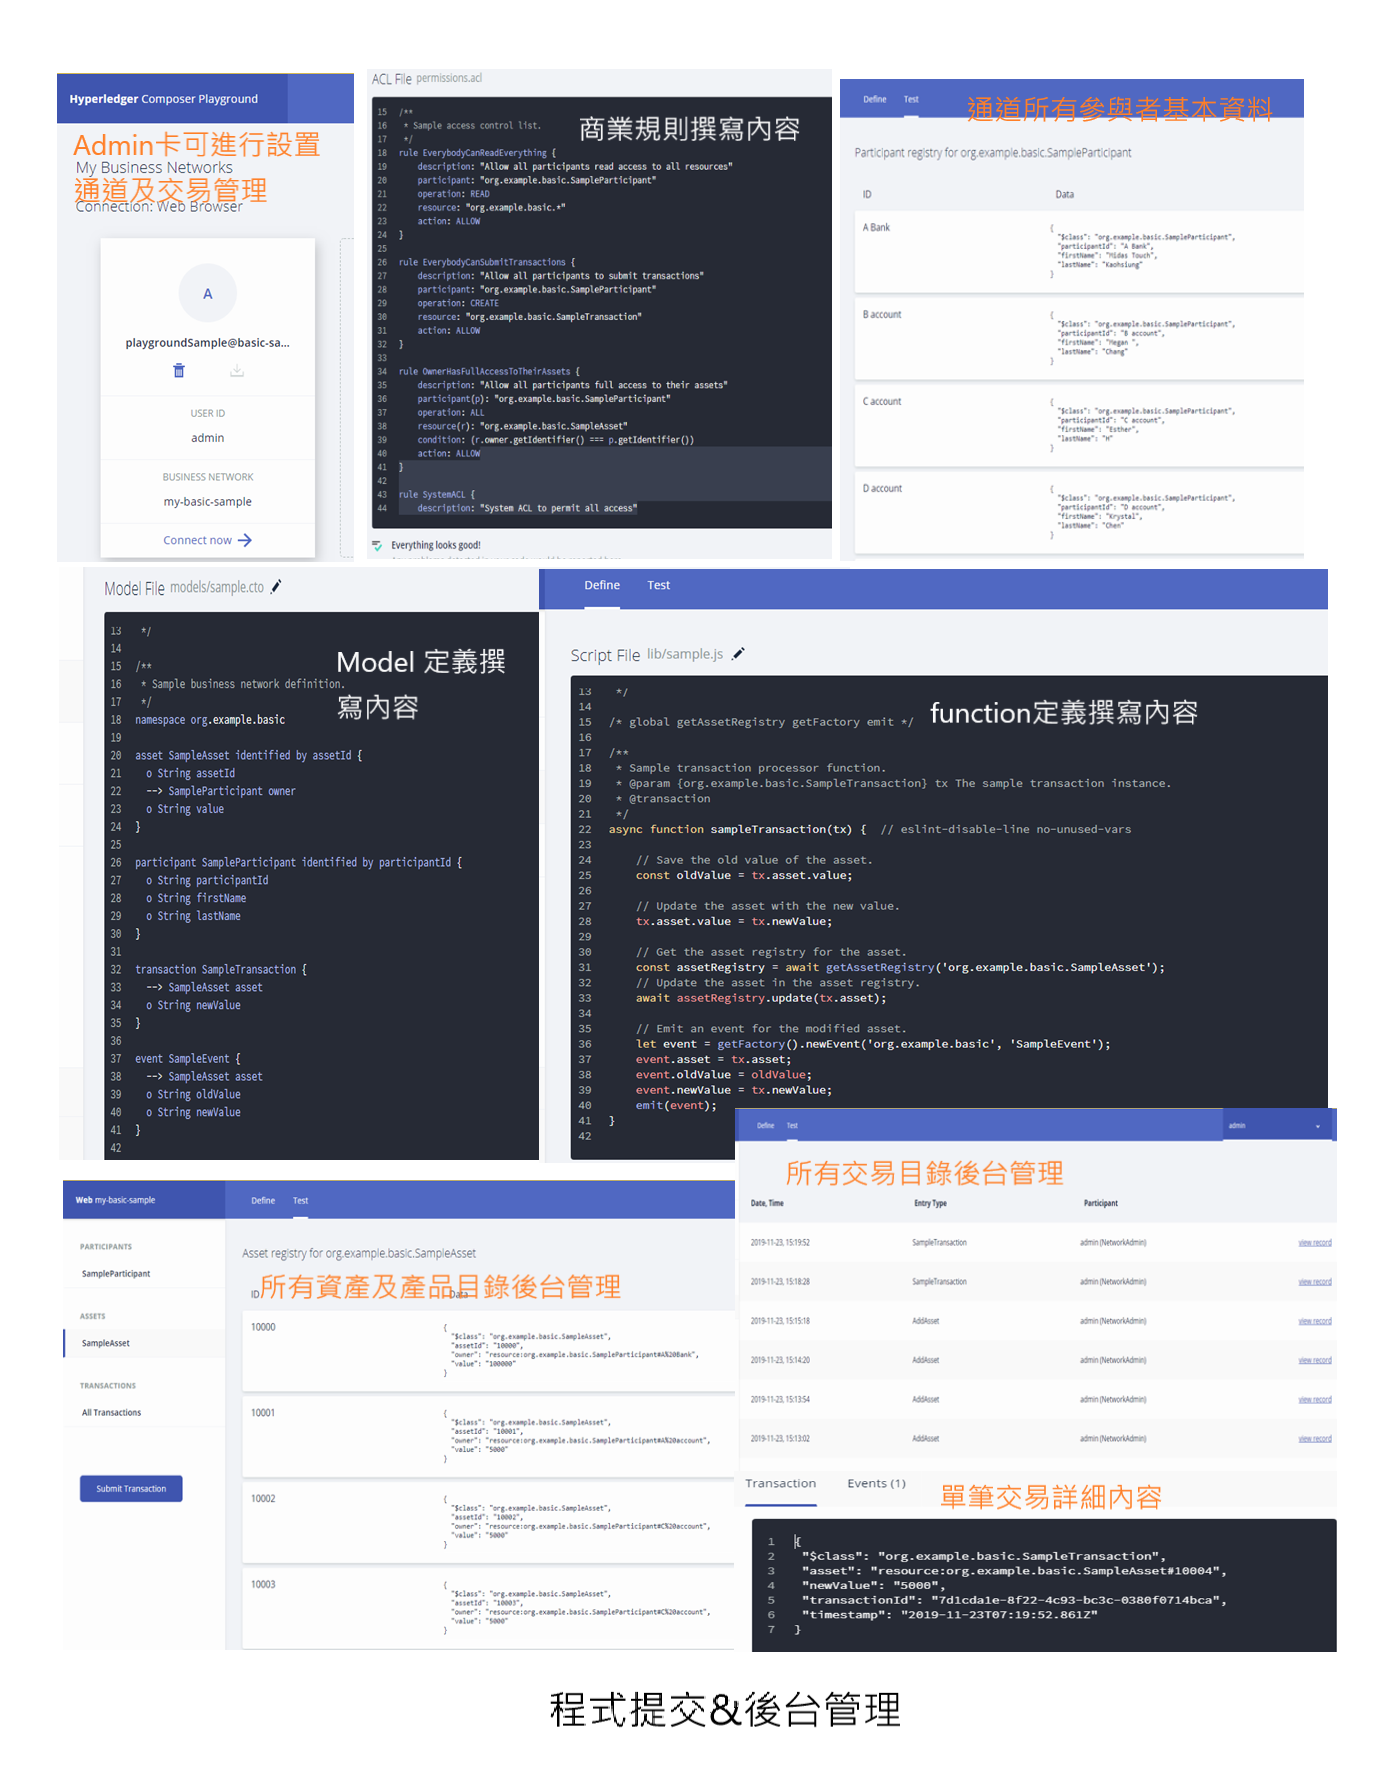 Hyperledger Composer Playground
Admin卡可進行設置
My Business Networks
通道及交易管理
Connection: Web Browser
A
playgroundSample@basic-sa...
USER ID
admin
BUSINESS NETWORK
my-basic-sample
Connect now
ACL File permissions.acl
商業規則撰寫內容
15 /**
16 * Sample access control list.
17 */
18 rule EverybodyCanReadEverything {
19 description: "Allow all participants read access to all resources"
20 participant: "org.example.basic.SampleParticipant"
21 operation: READ
22 resource: "org.example.basic.*"
23 action: ALLOW
24 }
25
26 rule EverybodyCanSubmitTransactions {
27 description: "Allow all participants to submit transactions"
28 participant: "org.example.basic.SampleParticipant"
29 operation: CREATE
30 resource: "org.example.basic.SampleTransaction"
31 action: ALLOW
32 }
33
34 rule OwnerHasFullAccessToTheirAssets {
35 description: "Allow all participants full access to their assets"
36 participant(p): "org.example.basic.SampleParticipant"
37 operation: ALL
38 resource(r): "org.example.basic.SampleAsset"
39 condition: (r.owner.getIdentifier() === p.getIdentifier())
40 action: ALLOW
41 }
42
43 rule SystemACL {
44 description: "System ACL to permit all access"
Everything looks good!
Define Test
通道所有參與者基本資料
Participant registry for org.example.basic.SampleParticipant
ID Data
A Bank
{
"$class": "org.example.basic.SampleParticipant",
"participantId": "A Bank",
"firstName": "Midas Touch",
"lastName": "Kaohsiung"
}
B account
{
"$class": "org.example.basic.SampleParticipant",
"participantId": "B account",
"firstName": "Megan ",
"lastName": "Chang"
}
C account
{
"$class": "org.example.basic.SampleParticipant",
"participantId": "C account",
"firstName": "Esther",
"lastName": "H"
}
D account
{
"$class": "org.example.basic.SampleParticipant",
"participantId": "D account",
"firstName": "Krystal",
"lastName": "Chen"
}
Model File models/sample.cto
Model 定義撰
寫內容
13 */
14
15 /**
16 * Sample business network definition.
17 */
18 namespace org.example.basic
19
20 asset SampleAsset identified by assetId {
21 o String assetId
22 --> SampleParticipant owner
23 o String value
24 }
25
26 participant SampleParticipant identified by participantId {
27 o String participantId
28 o String firstName
29 o String lastName
30 }
31
32 transaction SampleTransaction {
33 --> SampleAsset asset
34 o String newValue
35 }
36
37 event SampleEvent {
38 --> SampleAsset asset
39 o String oldValue
40 o String newValue
41 }
42
Define Test
Script File lib/sample.js
function定義撰寫內容
13 */
14
15 /* global getAssetRegistry getFactory emit */
16
17 /**
18 * Sample transaction processor function.
19 * @param {org.example.basic.SampleTransaction} tx The sample transaction instance.
20 * @transaction
21 */
22 async function sampleTransaction(tx) { // eslint-disable-line no-unused-vars
23
24 // Save the old value of the asset.
25 const oldValue = tx.asset.value;
26
27 // Update the asset with the new value.
28 tx.asset.value = tx.newValue;
29
30 // Get the asset registry for the asset.
31 const assetRegistry = await getAssetRegistry('org.example.basic.SampleAsset');
32 // Update the asset in the asset registry.
33 await assetRegistry.update(tx.asset);
34
35 // Emit an event for the modified asset.
36 let event = getFactory().newEvent('org.example.basic', 'SampleEvent');
37 event.asset = tx.asset;
38 event.oldValue = oldValue;
39 event.newValue = tx.newValue;
40 emit(event);
41 }
42
Web my-basic-sample
Define Test
PARTICIPANTS
SampleParticipant
ASSETS
SampleAsset
TRANSACTIONS
All Transactions
Submit Transaction
Asset registry for org.example.basic.SampleAsset
所有資產及產品目錄後台管理
ID Data
10000
{
"$class": "org.example.basic.SampleAsset",
"assetId": "10000",
"owner": "resource:org.example.basic.SampleParticipant#A%20Bank",
"value": "100000"
}
10001
{
"$class": "org.example.basic.SampleAsset",
"assetId": "10001",
"owner": "resource:org.example.basic.SampleParticipant#A%20account",
"value": "5000"
}
10002
{
"$class": "org.example.basic.SampleAsset",
"assetId": "10002",
"owner": "resource:org.example.basic.SampleParticipant#C%20account",
"value": "5000"
}
10003
{
"$class": "org.example.basic.SampleAsset",
"assetId": "10003",
"owner": "resource:org.example.basic.SampleParticipant#C%20account",
"value": "5000"
}
Define Test admin
所有交易目錄後台管理
Date, Time Entry Type Participant
2019-11-23, 15:19:52 SampleTransaction admin (NetworkAdmin) view record
2019-11-23, 15:18:28 SampleTransaction admin (NetworkAdmin) view record
2019-11-23, 15:15:18 AddAsset admin (NetworkAdmin) view record
2019-11-23, 15:14:20 AddAsset admin (NetworkAdmin) view record
2019-11-23, 15:13:54 AddAsset admin (NetworkAdmin) view record
2019-11-23, 15:13:02 AddAsset admin (NetworkAdmin) view record
Transaction Events (1)
單筆交易詳細內容
1 {
2 "$class": "org.example.basic.SampleTransaction",
3 "asset": "resource:org.example.basic.SampleAsset#10004",
4 "newValue": "5000",
5 "transactionId": "7d1cda1e-8f22-4c93-bc3c-0380f0714bca",
6 "timestamp": "2019-11-23T07:19:52.861Z"
7 }
程式提交&後台管理